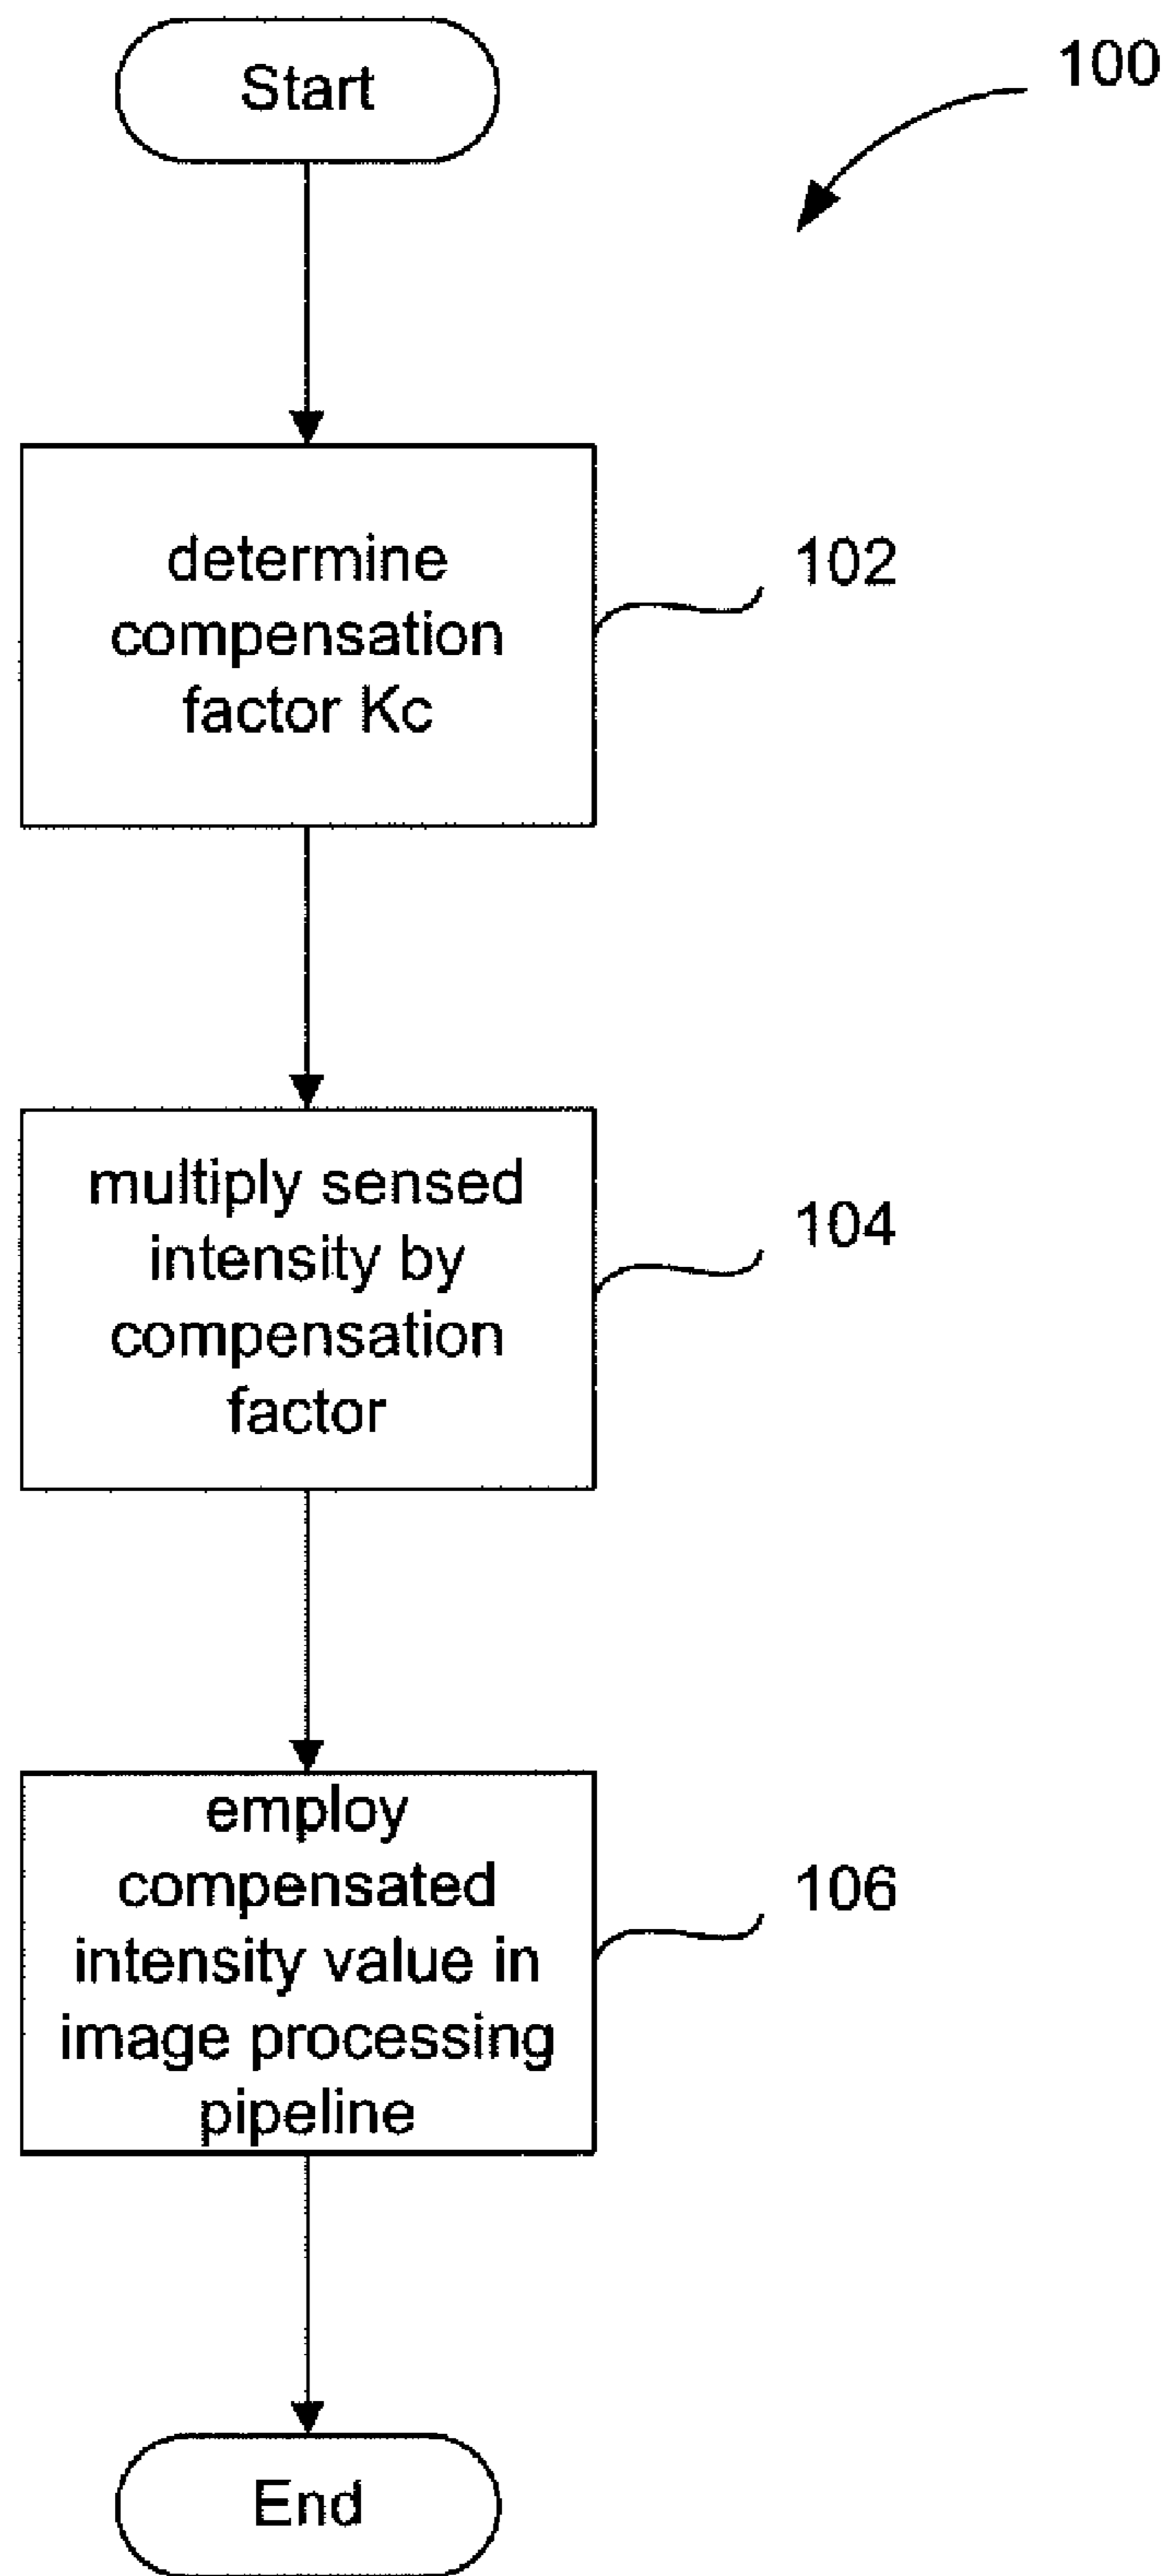 Start
100
determine
compensation
factor Kc
102
multiply sensed
intensity by
compensation
factor
104
employ
compensated
intensity value in
image processing
pipeline
106
End